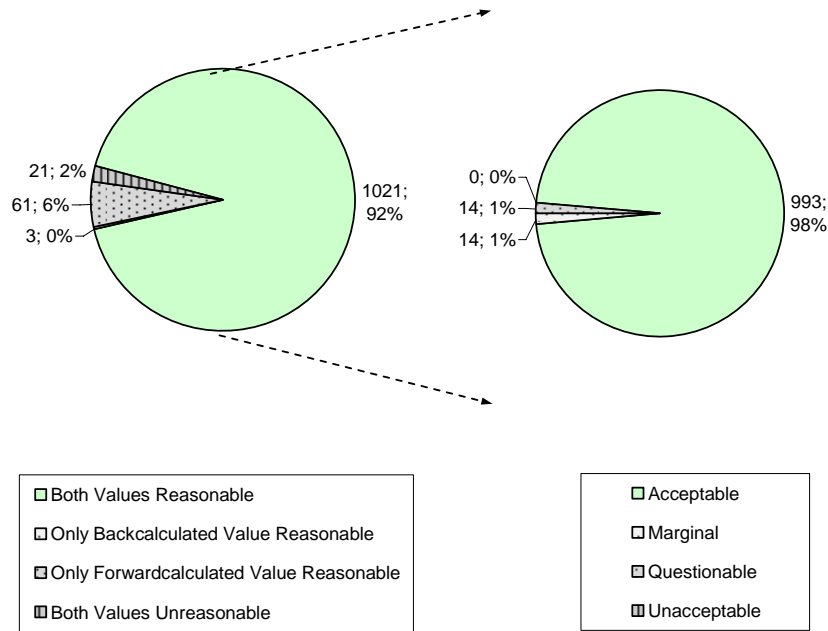 21; 2%
61; 6%
3; 0%
1021;
92%
0; 0%
14; 1%
14; 1%
993;
98%
Both Values Reasonable
Only Backcalculated Value Reasonable
Only Forwardcalculated Value Reasonable
Both Values Unreasonable
Acceptable
Marginal
Questionable
Unacceptable